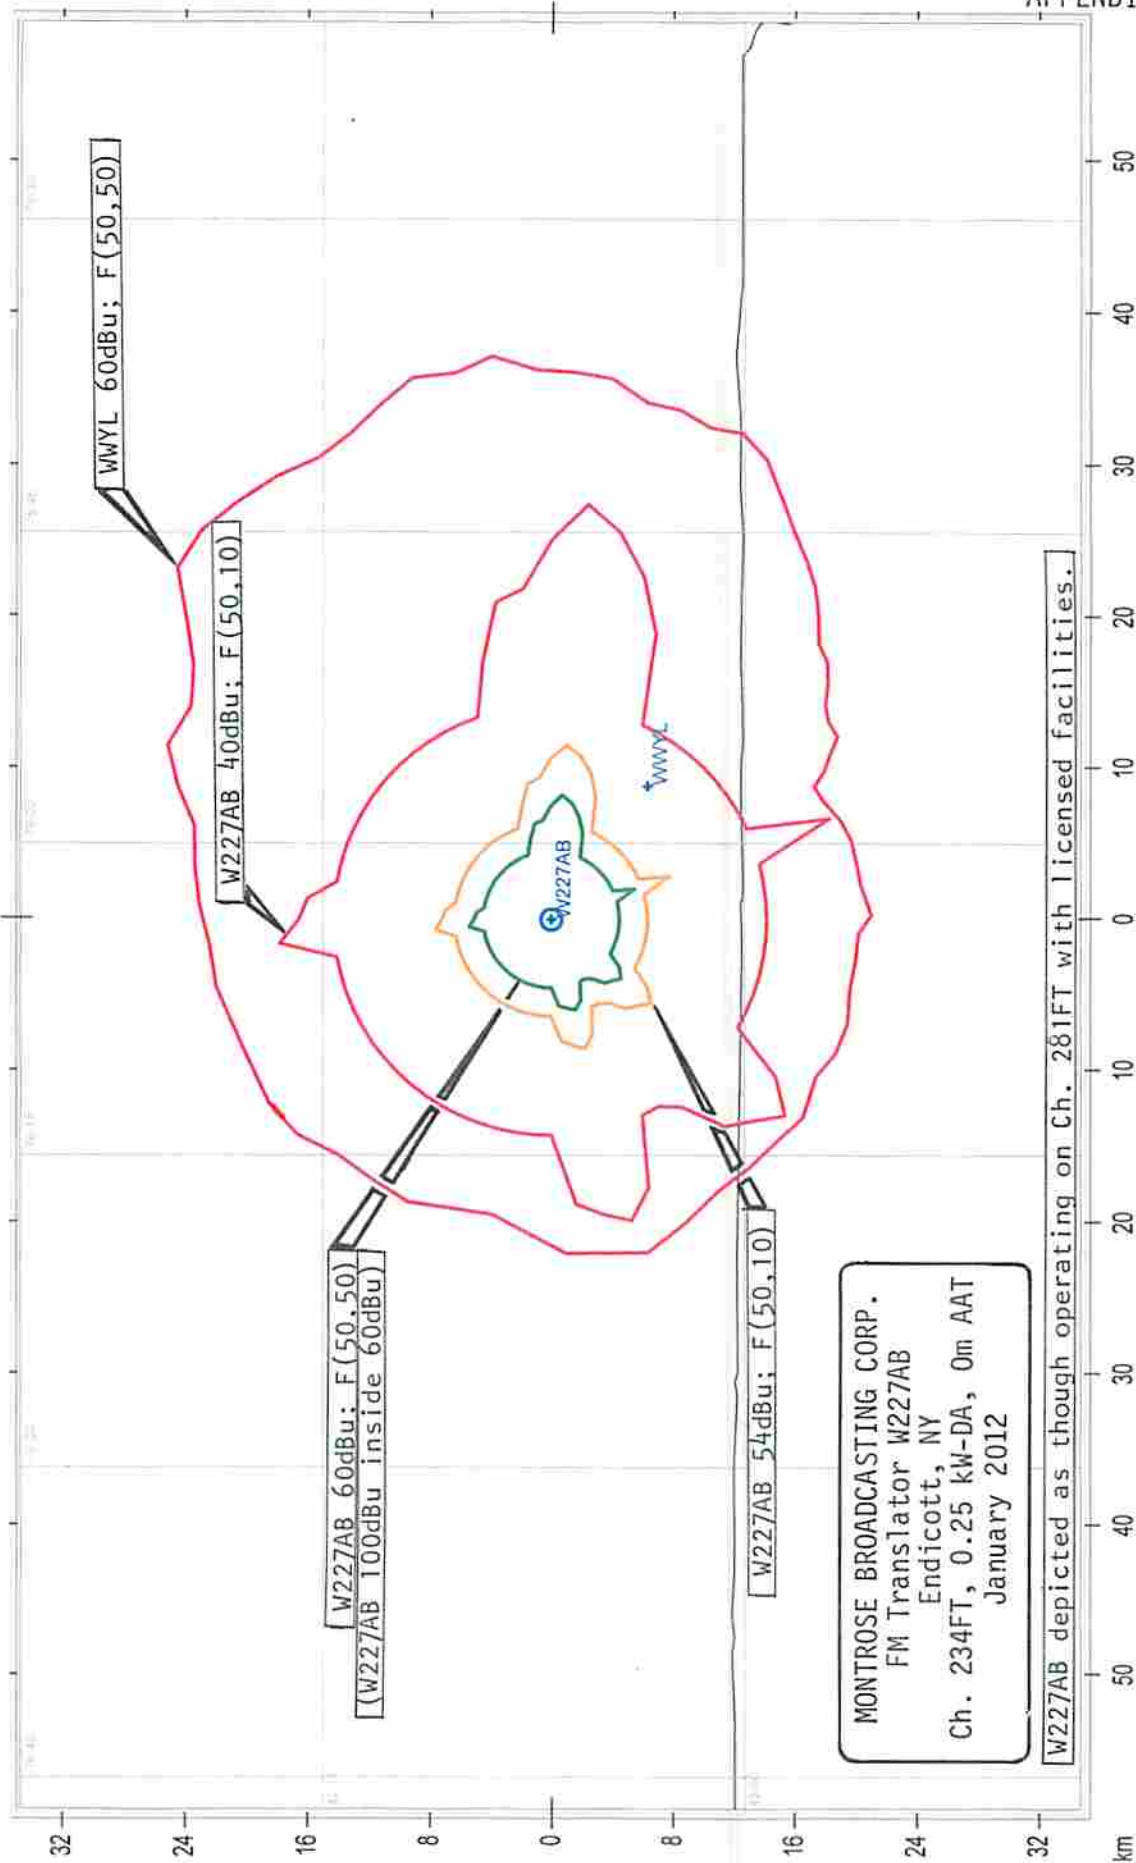 APPENDI
WWYL 60dBu; F(50,50)
W227AB 40dBu; F(50,10)
W227AB 60dBu; F(50,50)
(W227AB 100dBu inside 60dBu)
W227AB 54dBu; F(50,10)
W227AB
WWYL
MONTROSE BROADCASTING CORP.
FM Translator W227AB
Endicott, NY
Ch. 234FT, 0.25 kW-DA, 0m AAT
January 2012
W227AB depicted as though operating on Ch. 281FT with licensed facilities.
32
24
16
8
0
8
16
24
32
km
50
40
30
20
10
0
10
20
30
40
50